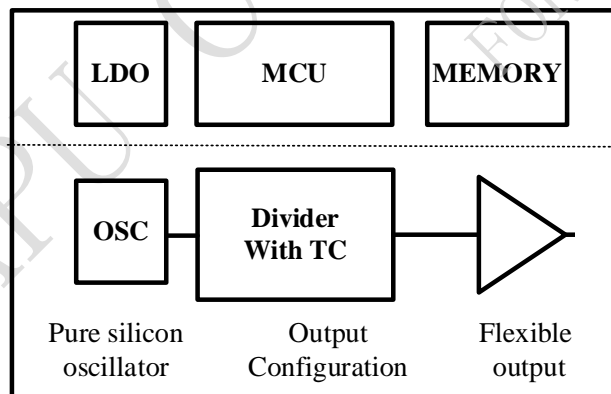 LDO
MCU
MEMORY
OSC
Divider
With TC
Pure silicon
oscillator
Output
Configuration
Flexible
output